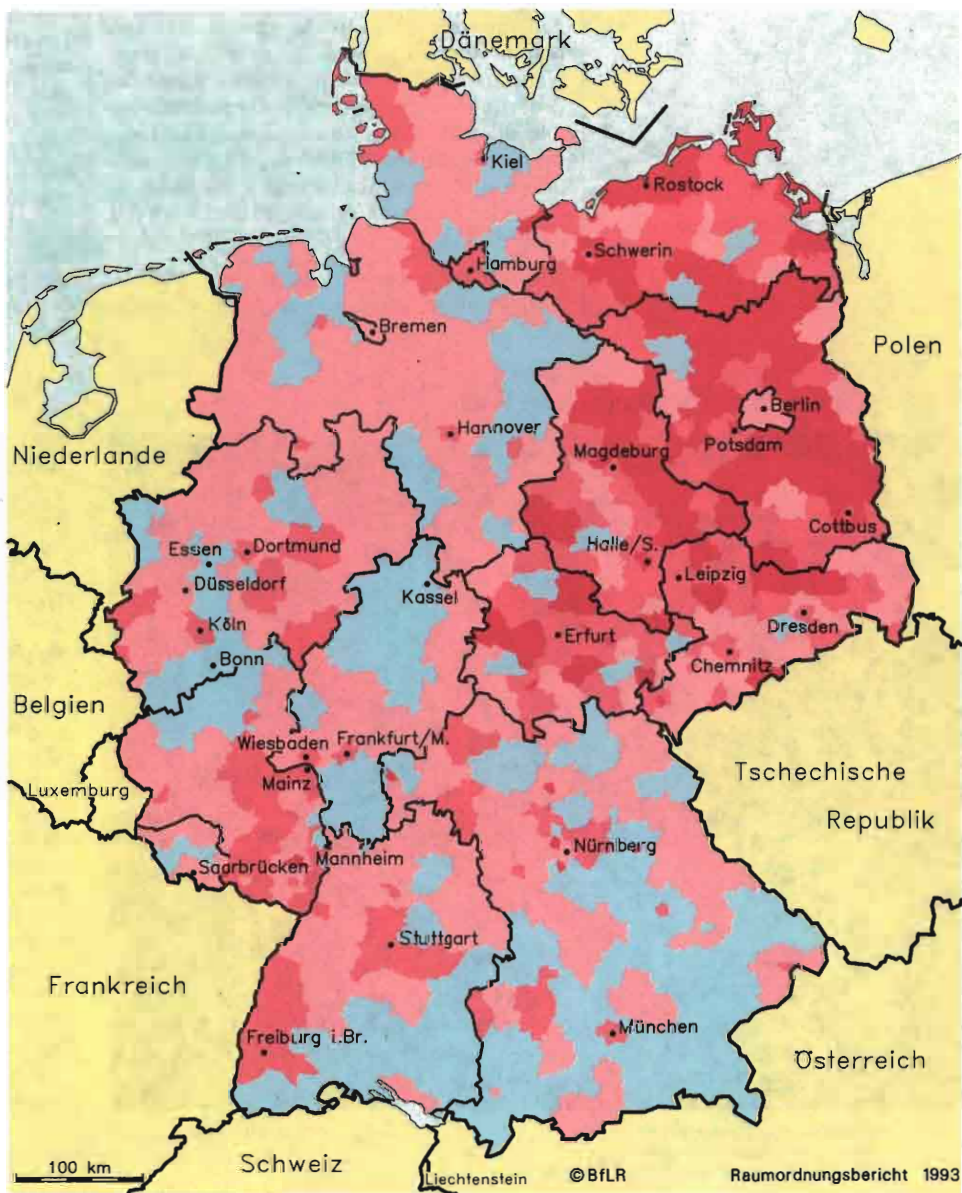 Dänemark
Kiel
Rostock
Schwerin
Hamburg
Bremen
Polen
Berlin
Hannover
Potsdam
Niederlande
Magdeburg
Cottbus
Essen
Dortmund
Halle/S.
Leipzig
Düsseldorf
Kassel
Köln
Erfurt
Dresden
Bonn
Chemnitz
Belgien
Wiesbaden
Frankfurt/M.
Mainz
Luxemburg
Tschechische
Republik
Nürnberg
Mannheim
Saarbrücken
Stuttgart
Frankreich
München
Freiburg i.Br.
Österreich
100 km
Schweiz
Liechtenstein
© BfLR
Raumordnungsbericht 1993